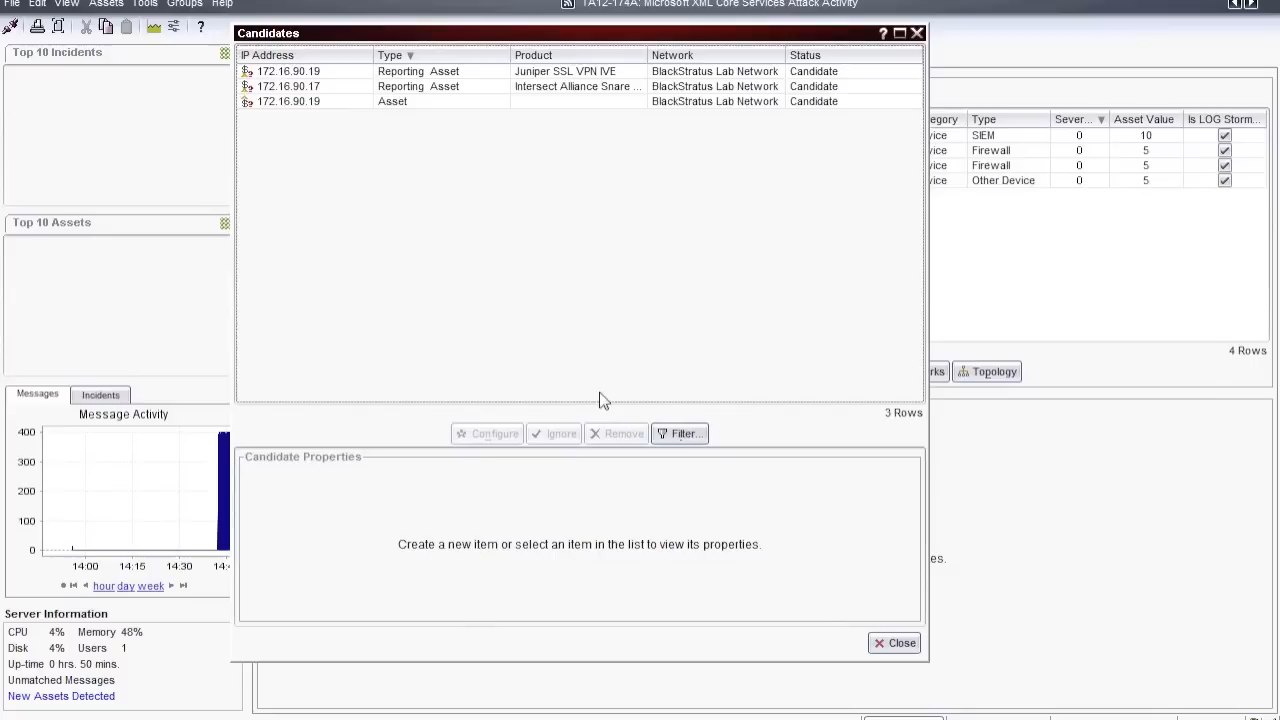 File Edit View Assets Tools Groups Help
TA12-174A: Microsoft XML Core Services Attack Activity
?
Top 10 Incidents
Top 10 Assets
Messages Incidents
Message Activity
400
300
200
100
0
14:00 14:15 14:30 14:4
hour day week
Server Information
CPU 4% Memory 48%
Disk 4% Users 1
Up-time 0 hrs. 50 mins.
Unmatched Messages
New Assets Detected
Candidates
?
IP Address Type Product Network Status
172.16.90.19 Reporting Asset Juniper SSL VPN IVE BlackStratus Lab Network Candidate
172.16.90.17 Reporting Asset Intersect Alliance Snare ... BlackStratus Lab Network Candidate
172.16.90.19 Asset BlackStratus Lab Network Candidate
3 Rows
Configure Ignore Remove Filter...
Candidate Properties
Create a new item or select an item in the list to view its properties.
Close
egory Type Sever... Asset Value Is LOG Storm...
vice SIEM 0 10
vice Firewall 0 5
vice Firewall 0 5
vice Other Device 0 5
4 Rows
rks Topology
es.